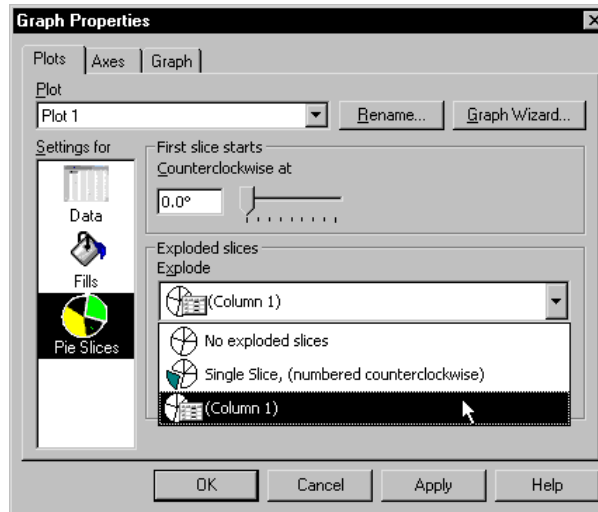 Graph Properties
Plots Axes Graph
Plot
Plot 1
Rename...
Graph Wizard...
Settings for
Data
Fills
Pie Slices
First slice starts
Counterclockwise at
0.0°
Exploded slices
Explode
(Column 1)
No exploded slices
Single Slice, (numbered counterclockwise)
(Column 1)
OK Cancel Apply Help